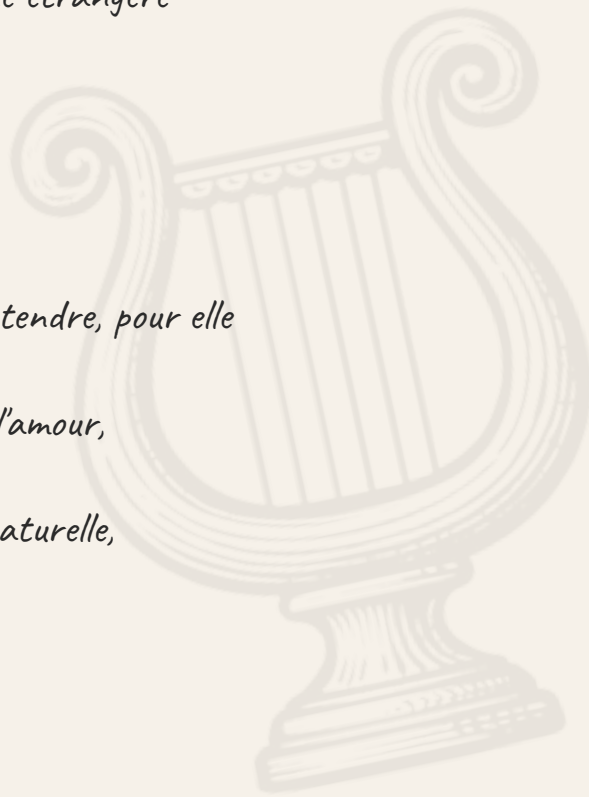 e étrangère
tendre, pour elle
l'amour,
aturelle,